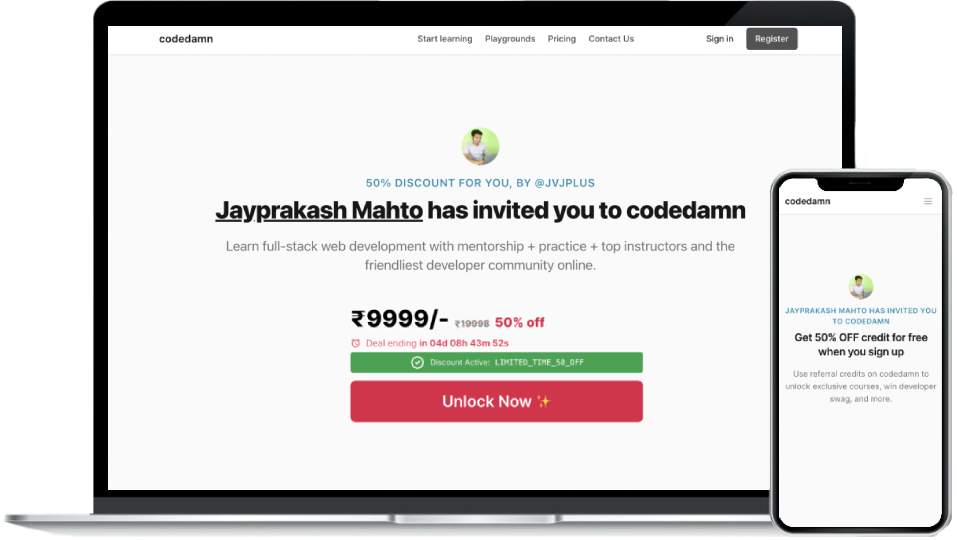 codedamn
Start learning Playgrounds Pricing Contact Us Sign in Register
50% DISCOUNT FOR YOU, BY @JVJPLUS
Jayprakash Mahto has invited you to codedamn
Learn full-stack web development with mentorship + practice + top instructors and the
friendliest developer community online.
₹9999/- ₹19998 50% off
Deal ending in 04d 08h 43m 52s
Discount Active: LIMITED_TIME_50_OFF
Unlock Now ✨
codedamn
JAYPRAKASH MAHTO HAS INVITED YOU
TO CODEDAMN
Get 50% OFF credit for free
when you sign up
Use referral credits on codedamn to
unlock exclusive courses, win developer
swag, and more.